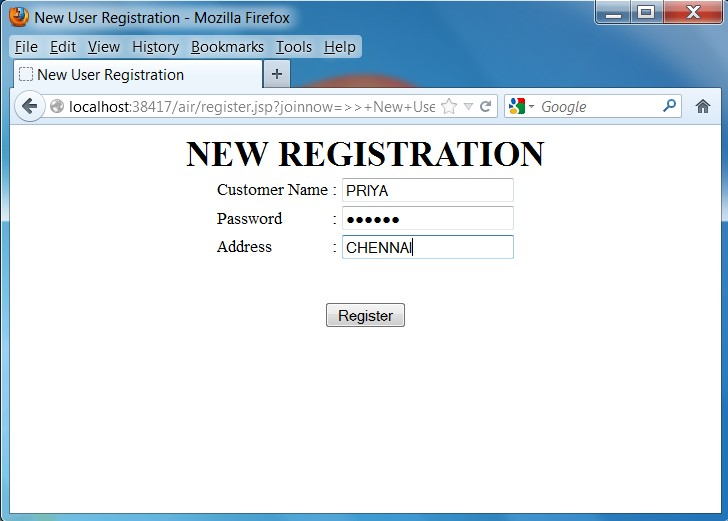 New User Registration - Mozilla Firefox
File Edit View History Bookmarks Tools Help
New User Registration +
localhost:38417/air/register.jsp?joinnow=>>+New+Use Google
NEW REGISTRATION
Customer Name : PRIYA
Password : ●●●●●●
Address : CHENNAI
Register